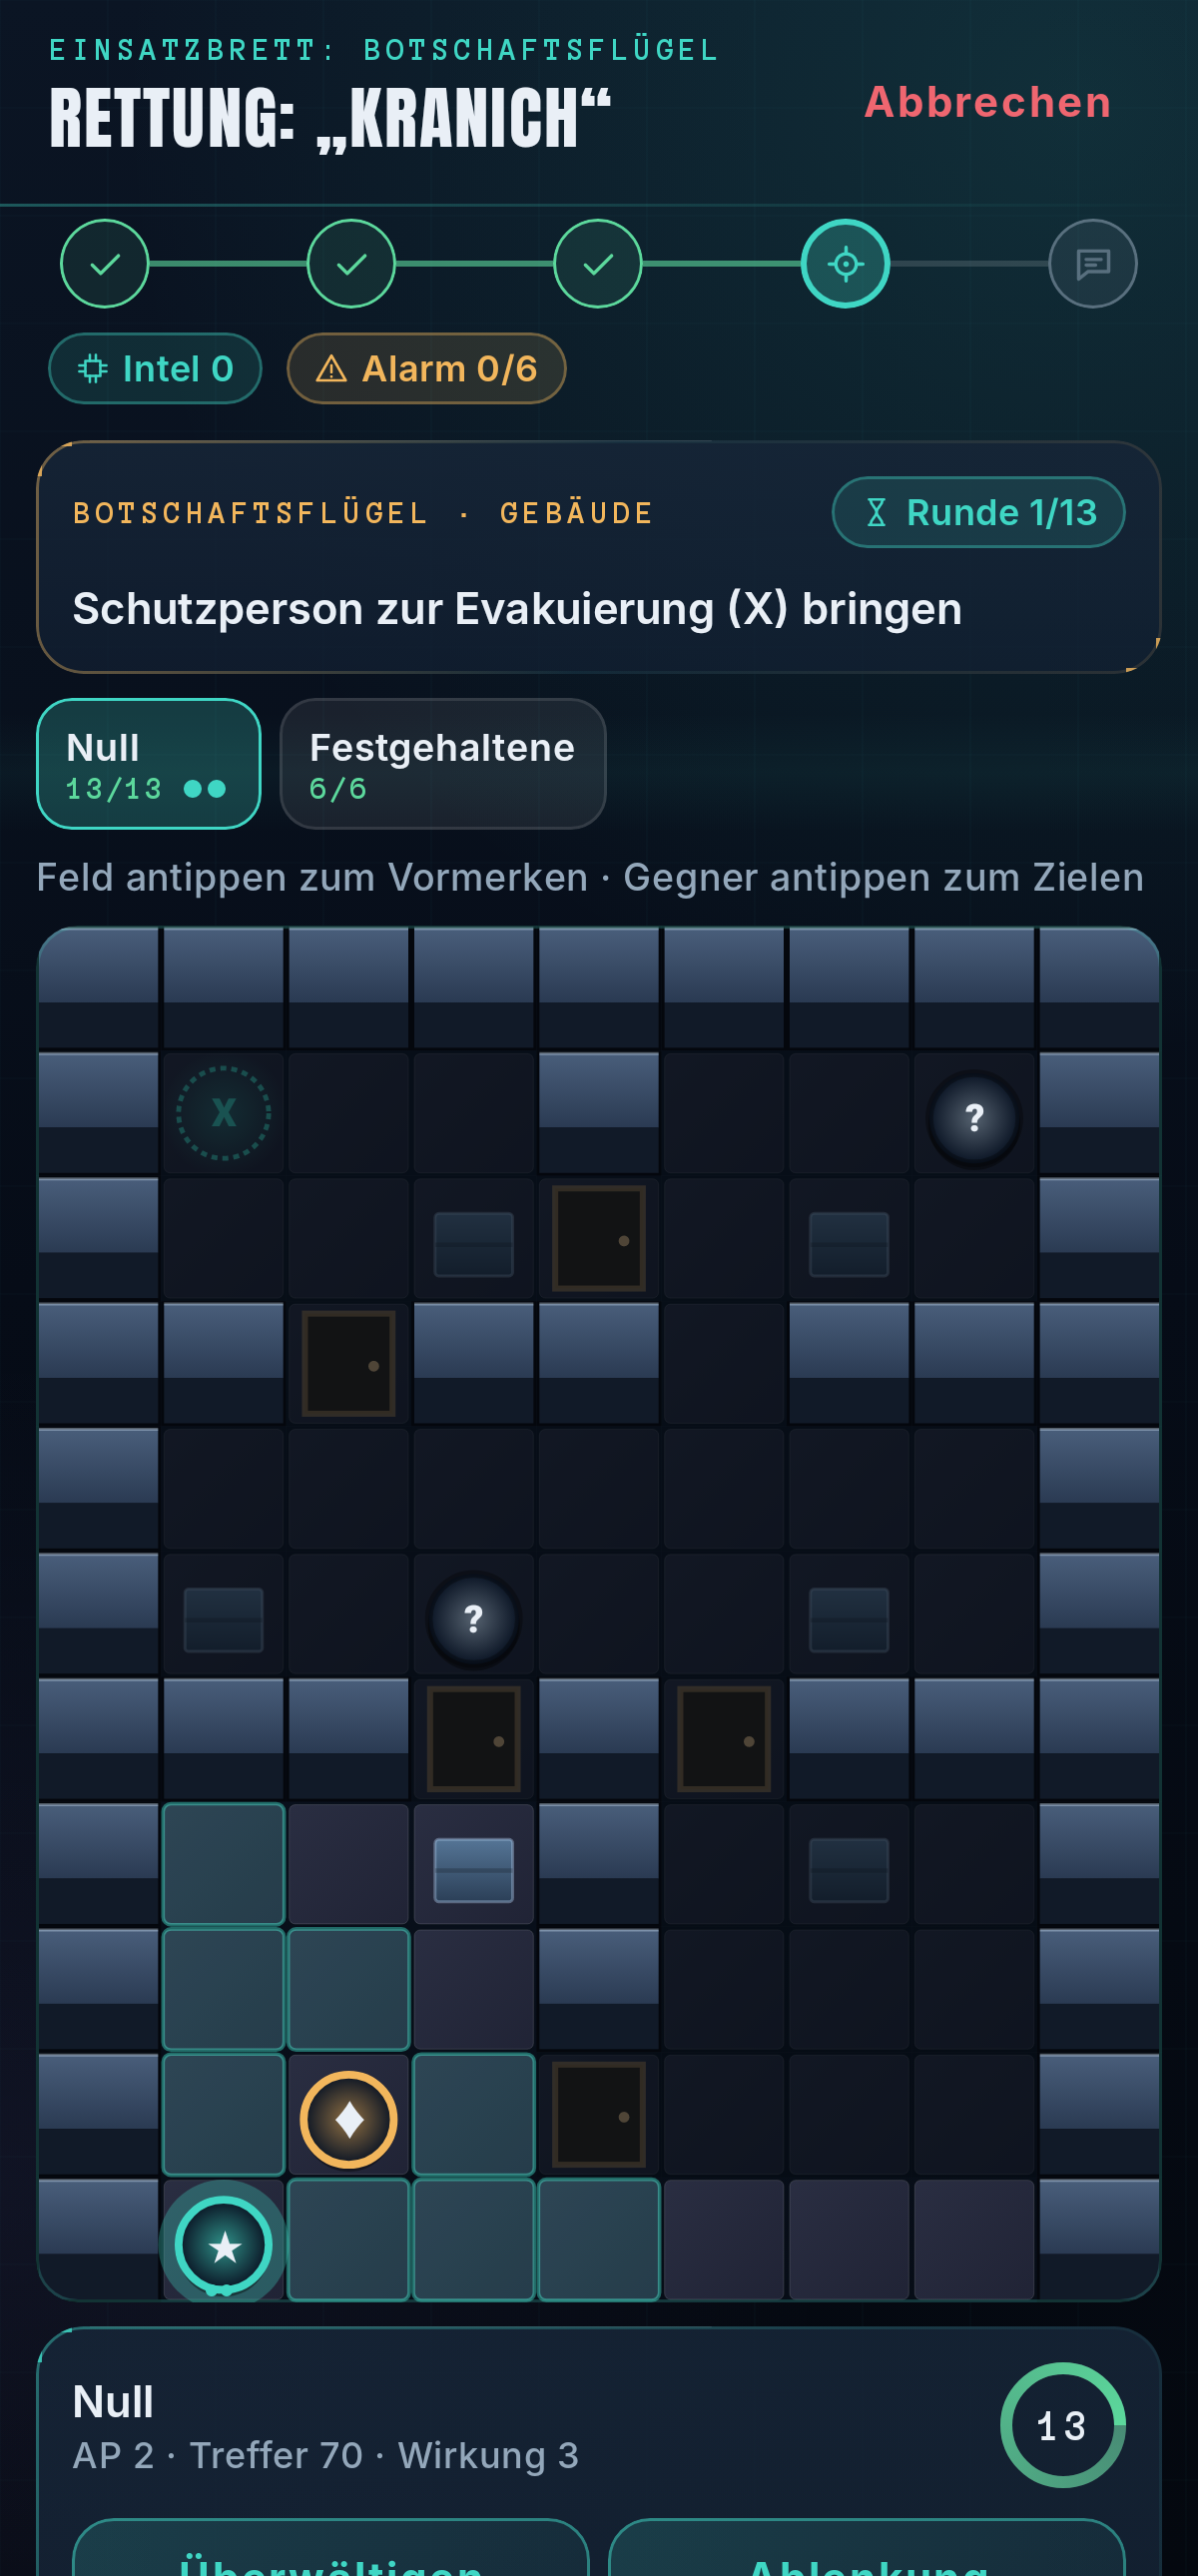 EINSATZBRETT: BOTSCHAFTSFLÜGEL
RETTUNG: „KRANICH“
Abbrechen
Intel 0
Alarm 0/6
BOTSCHAFTSFLÜGEL · GEBÄUDE
Runde 1/13
Schutzperson zur Evakuierung (X) bringen
Null
13/13
Festgehaltene
6/6
Feld antippen zum Vormerken · Gegner antippen zum Zielen
X
?
?
Null
AP 2 · Treffer 70 · Wirkung 3
13
Überwältigen
Ablenkung